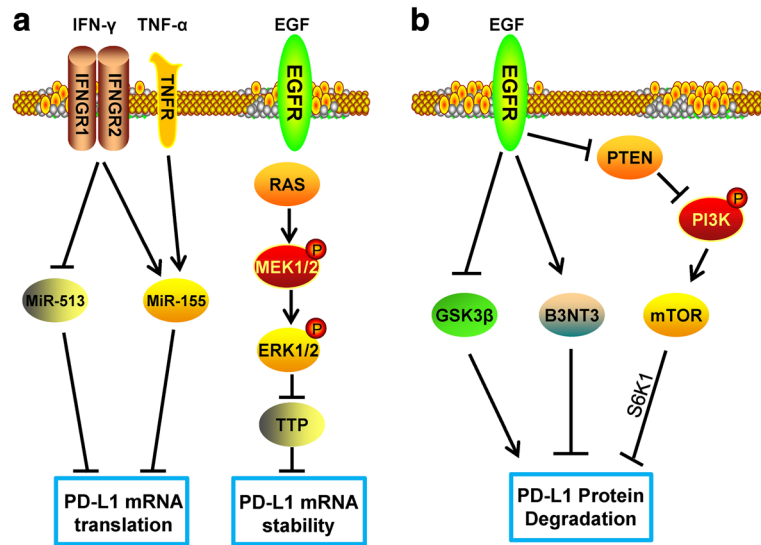 a
IFN-γ
TNF-α
EGF
IFNGR1
IFNGR2
TNFR
EGFR
RAS
P
MEK1/2
MiR-513
MiR-155
P
ERK1/2
TTP
PD-L1 mRNA
translation
PD-L1 mRNA
stability
b
EGF
EGFR
PTEN
P
PI3K
GSK3β
B3NT3
mTOR
S6K1
PD-L1 Protein
Degradation